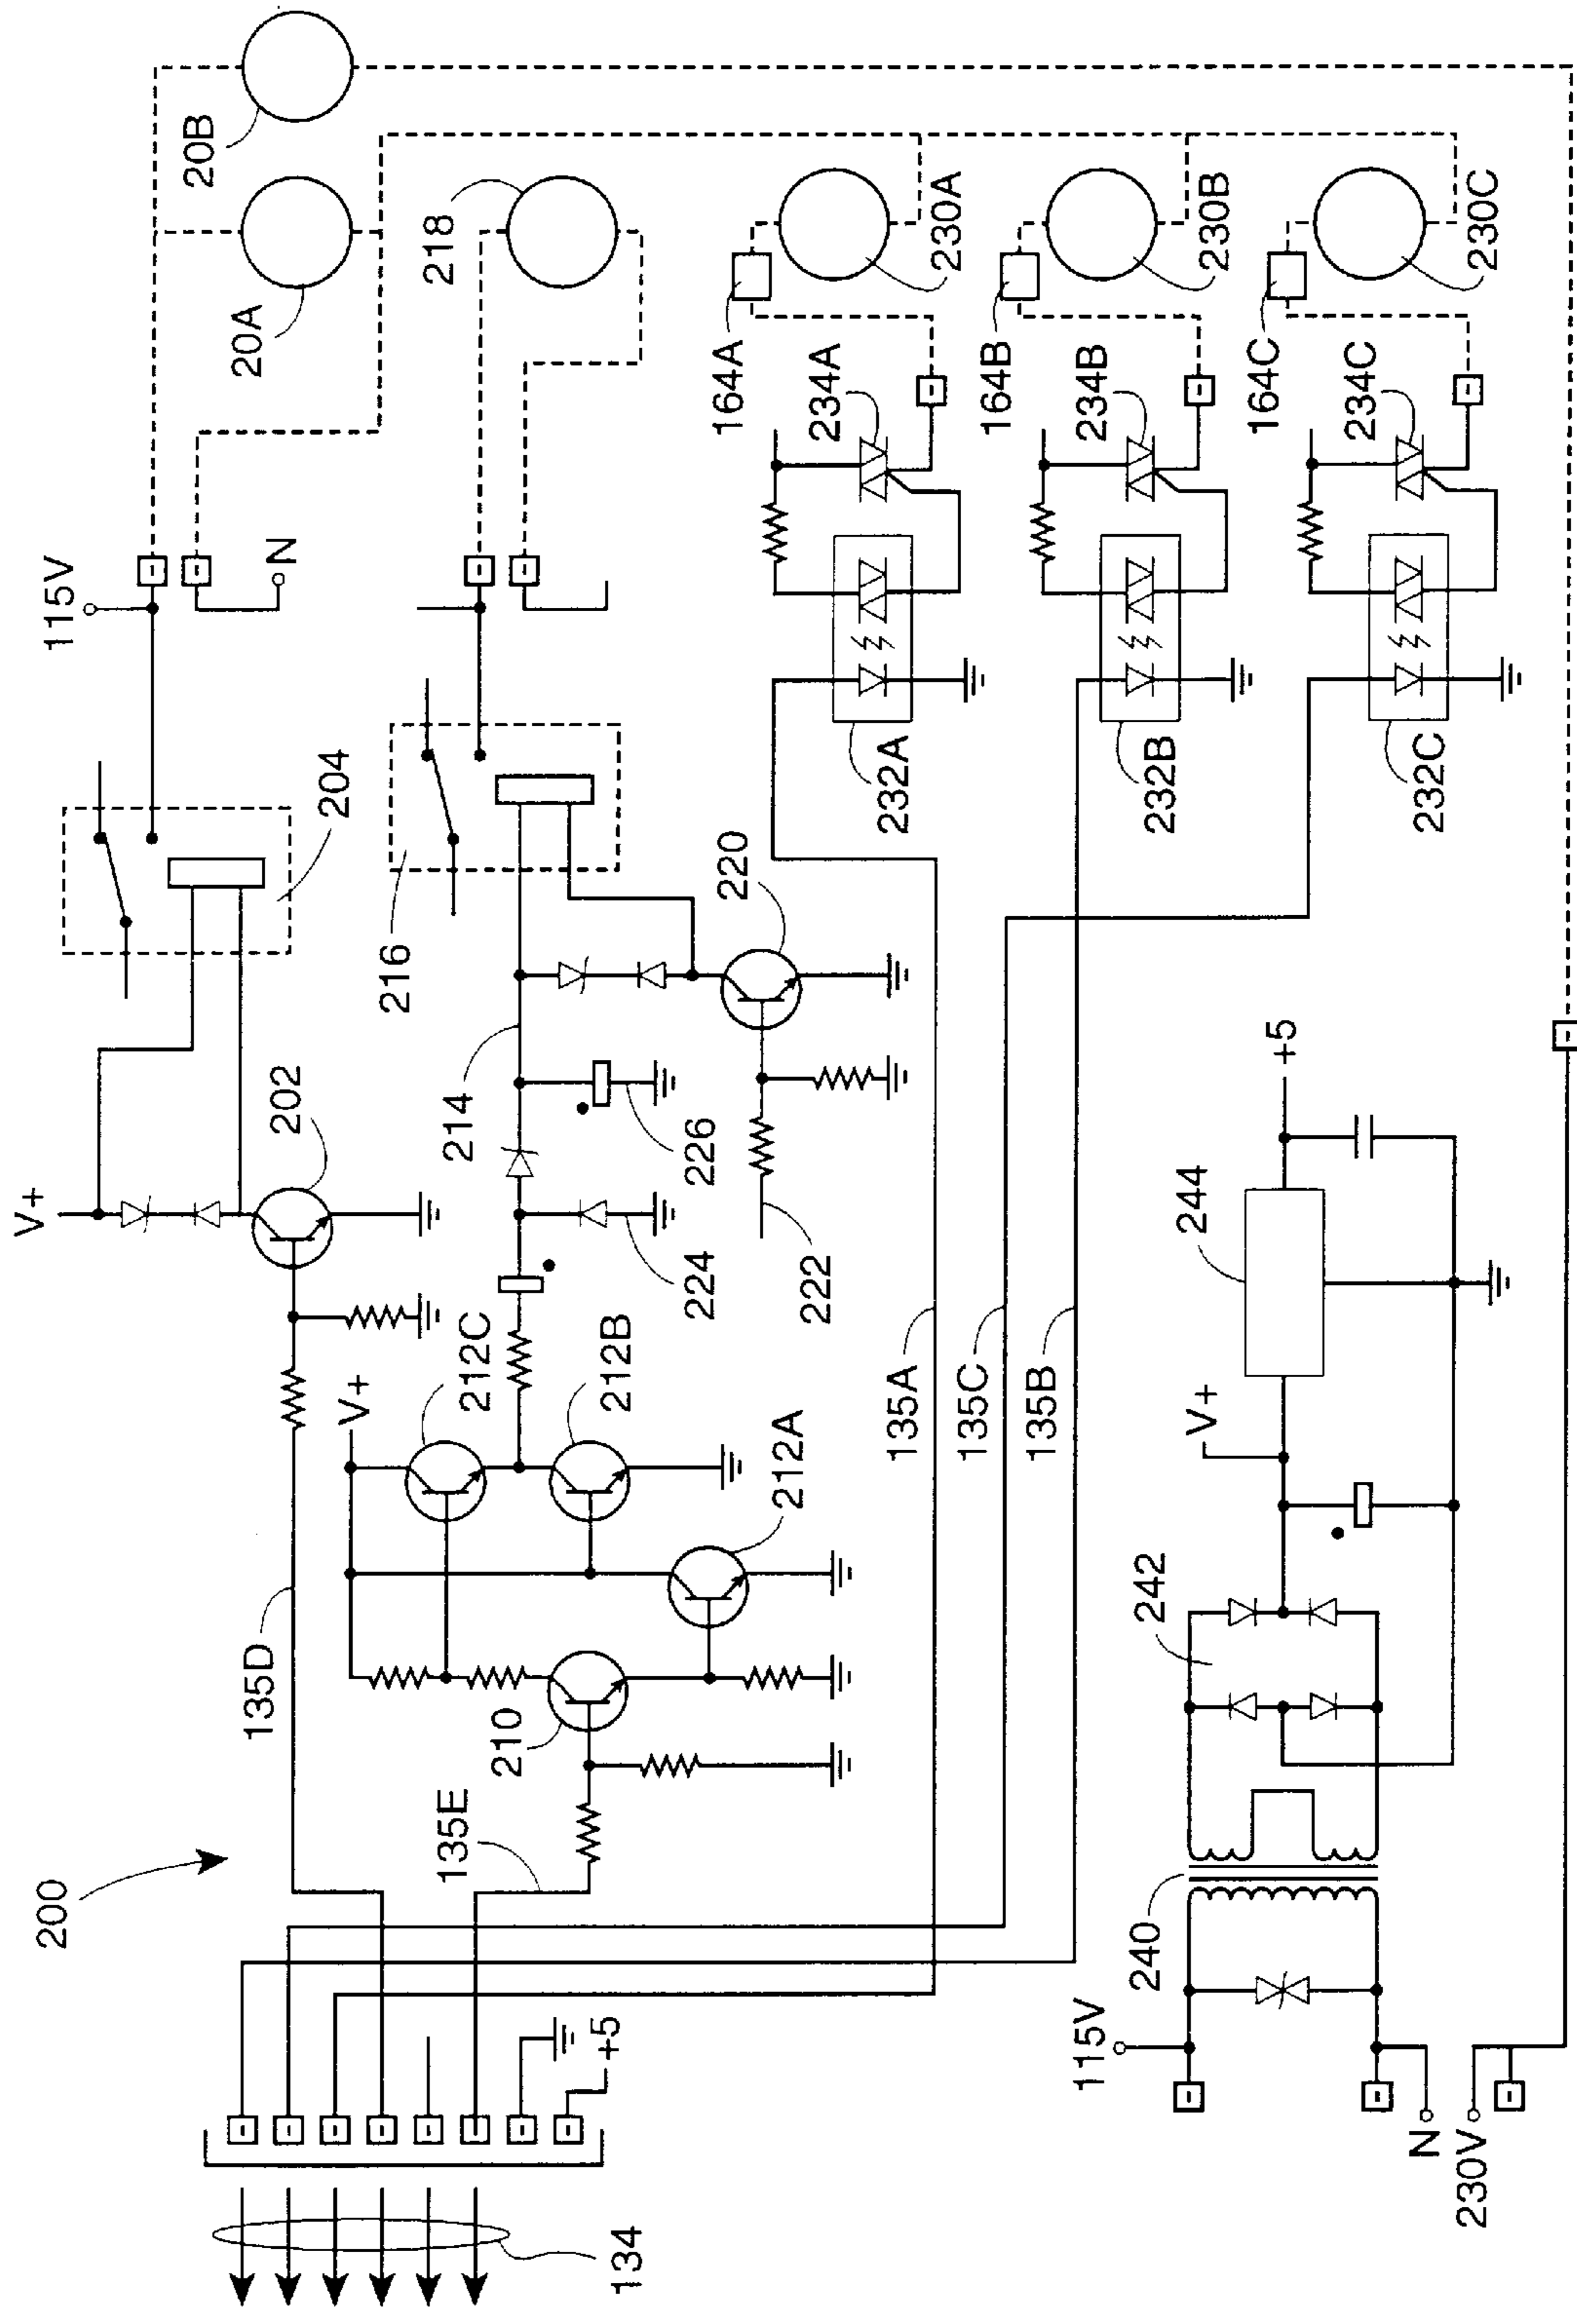 200
134
135D
135E
+5
V+
202
204
115V
N
20A
20B
210
V+
212C
212B
212A
214
216
218
220
222
224
226
135A
135C
135B
164A
234A
232A
230A
164B
234B
232B
230B
164C
234C
232C
230C
115V
N
230V
240
242
V+
244
+5